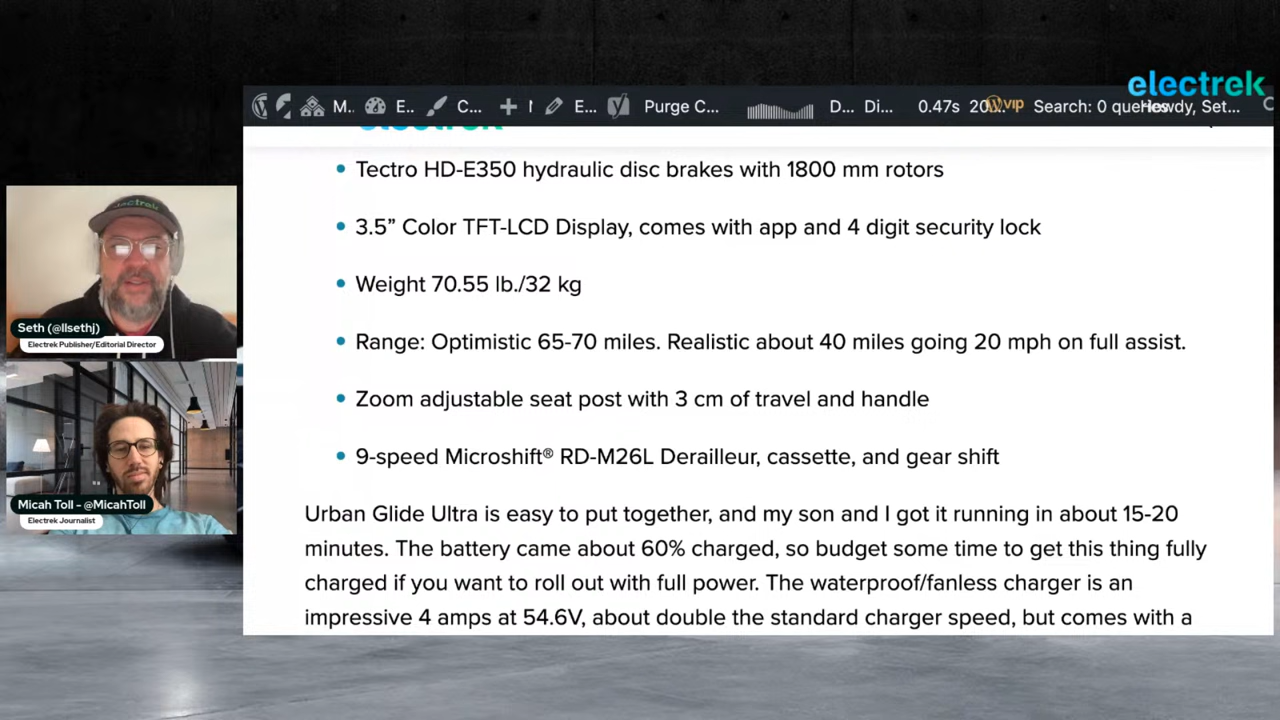 electrek
M.. E.. C... E... Purge C... D... Di... 0.47s vip Search: 0 queries Set...
electrek
Tectro HD-E350 hydraulic disc brakes with 1800 mm rotors
3.5” Color TFT-LCD Display, comes with app and 4 digit security lock
Weight 70.55 lb./32 kg
Range: Optimistic 65-70 miles. Realistic about 40 miles going 20 mph on full assist.
Zoom adjustable seat post with 3 cm of travel and handle
9-speed Microshift® RD-M26L Derailleur, cassette, and gear shift
Urban Glide Ultra is easy to put together, and my son and I got it running in about 15-20
minutes. The battery came about 60% charged, so budget some time to get this thing fully
charged if you want to roll out with full power. The waterproof/fanless charger is an
impressive 4 amps at 54.6V, about double the standard charger speed, but comes with a
electrek
Seth (@llsethj)
Electrek Publisher/Editorial Director
Micah Toll - @MicahToll
Electrek Journalist